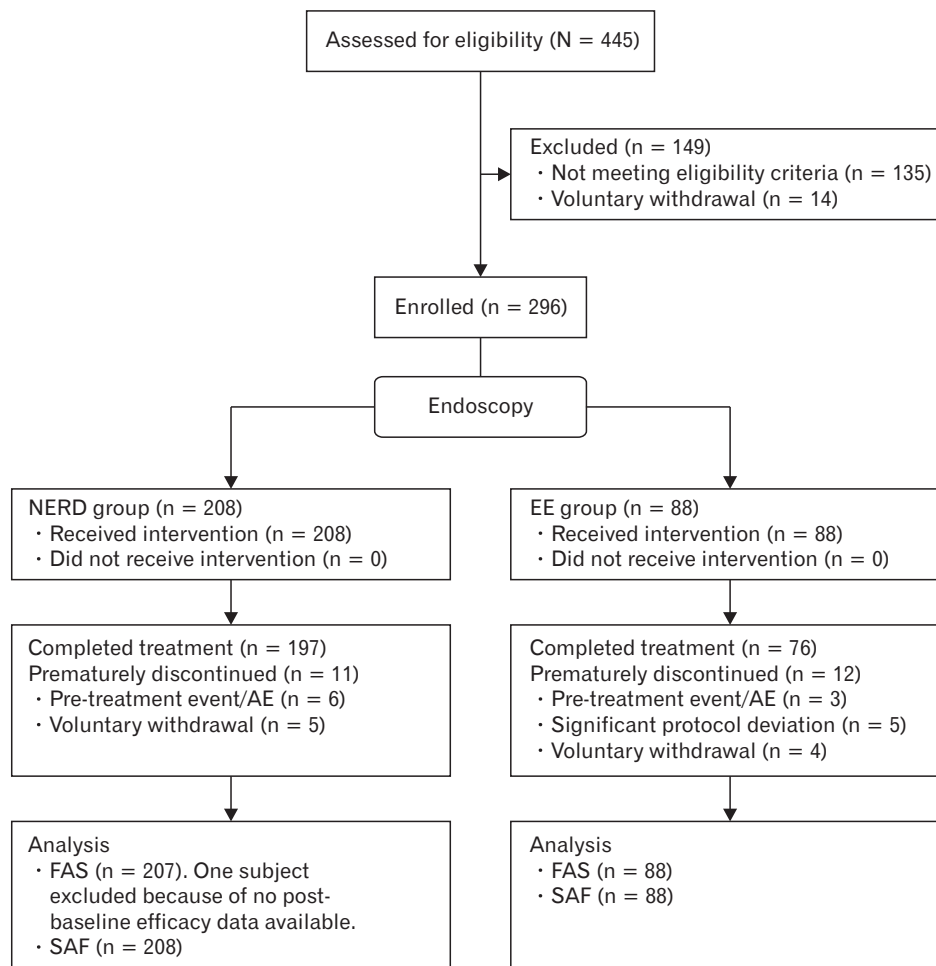 Assessed for eligibility (N = 445)
Excluded (n = 149)
· Not meeting eligibility criteria (n = 135)
· Voluntary withdrawal (n = 14)
Enrolled (n = 296)
Endoscopy
NERD group (n = 208)
· Received intervention (n = 208)
· Did not receive intervention (n = 0)
EE group (n = 88)
· Received intervention (n = 88)
· Did not receive intervention (n = 0)
Completed treatment (n = 197)
Prematurely discontinued (n = 11)
· Pre-treatment event/AE (n = 6)
· Voluntary withdrawal (n = 5)
Completed treatment (n = 76)
Prematurely discontinued (n = 12)
· Pre-treatment event/AE (n = 3)
· Significant protocol deviation (n = 5)
· Voluntary withdrawal (n = 4)
Analysis
· FAS (n = 207). One subject
excluded because of no post-
baseline efficacy data available.
· SAF (n = 208)
Analysis
· FAS (n = 88)
· SAF (n = 88)